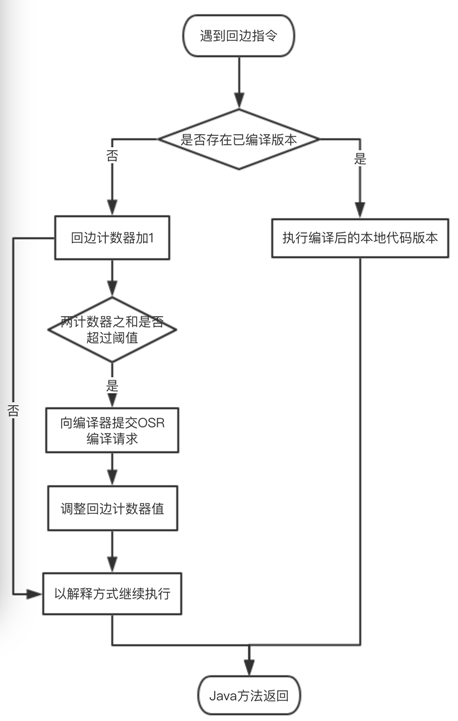 遇到回边指令
是否存在已编译版本
否
是
回边计数器加1
执行编译后的本地代码版本
两计数器之和是否
超过阈值
是
否
向编译器提交OSR
编译请求
调整回边计数器值
以解释方式继续执行
Java方法返回